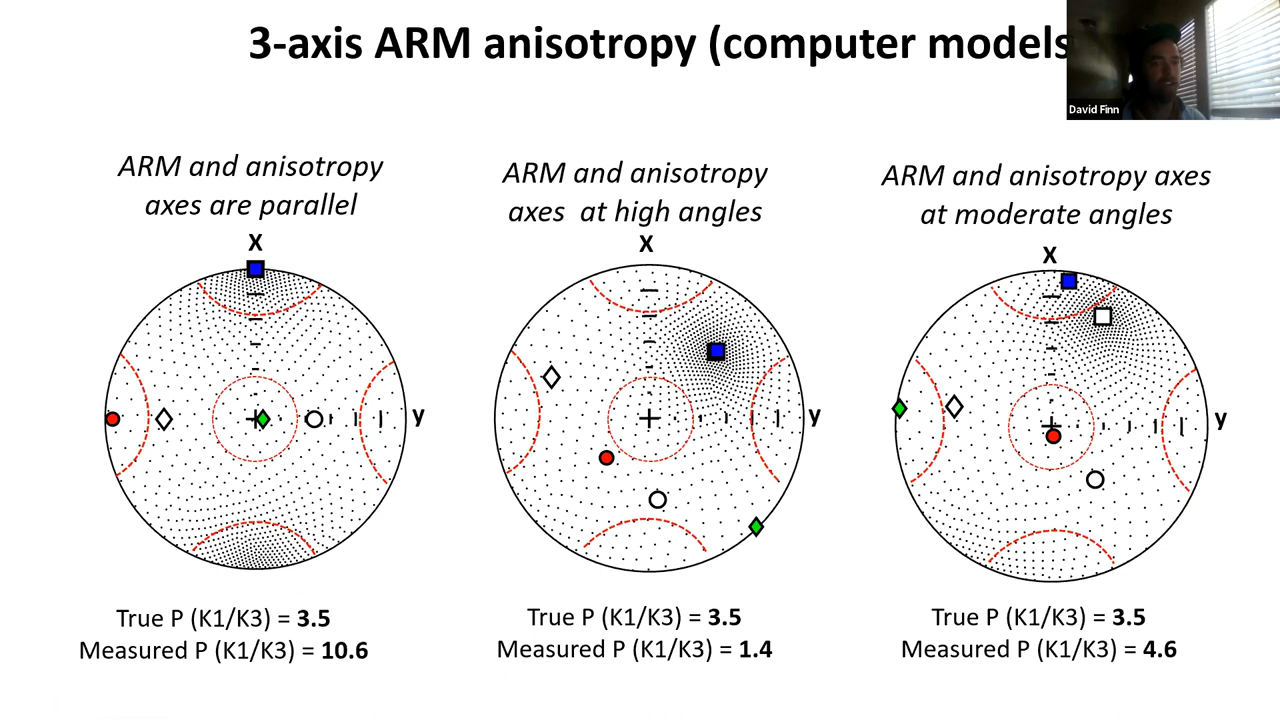 3-axis ARM anisotropy (computer models
David Finn
ARM and anisotropy
axes are parallel
ARM and anisotropy
axes at high angles
ARM and anisotropy axes
at moderate angles
X
X
X
y
y
y
True P (K1/K3) = 3.5
Measured P (K1/K3) = 10.6
True P (K1/K3) = 3.5
Measured P (K1/K3) = 1.4
True P (K1/K3) = 3.5
Measured P (K1/K3) = 4.6